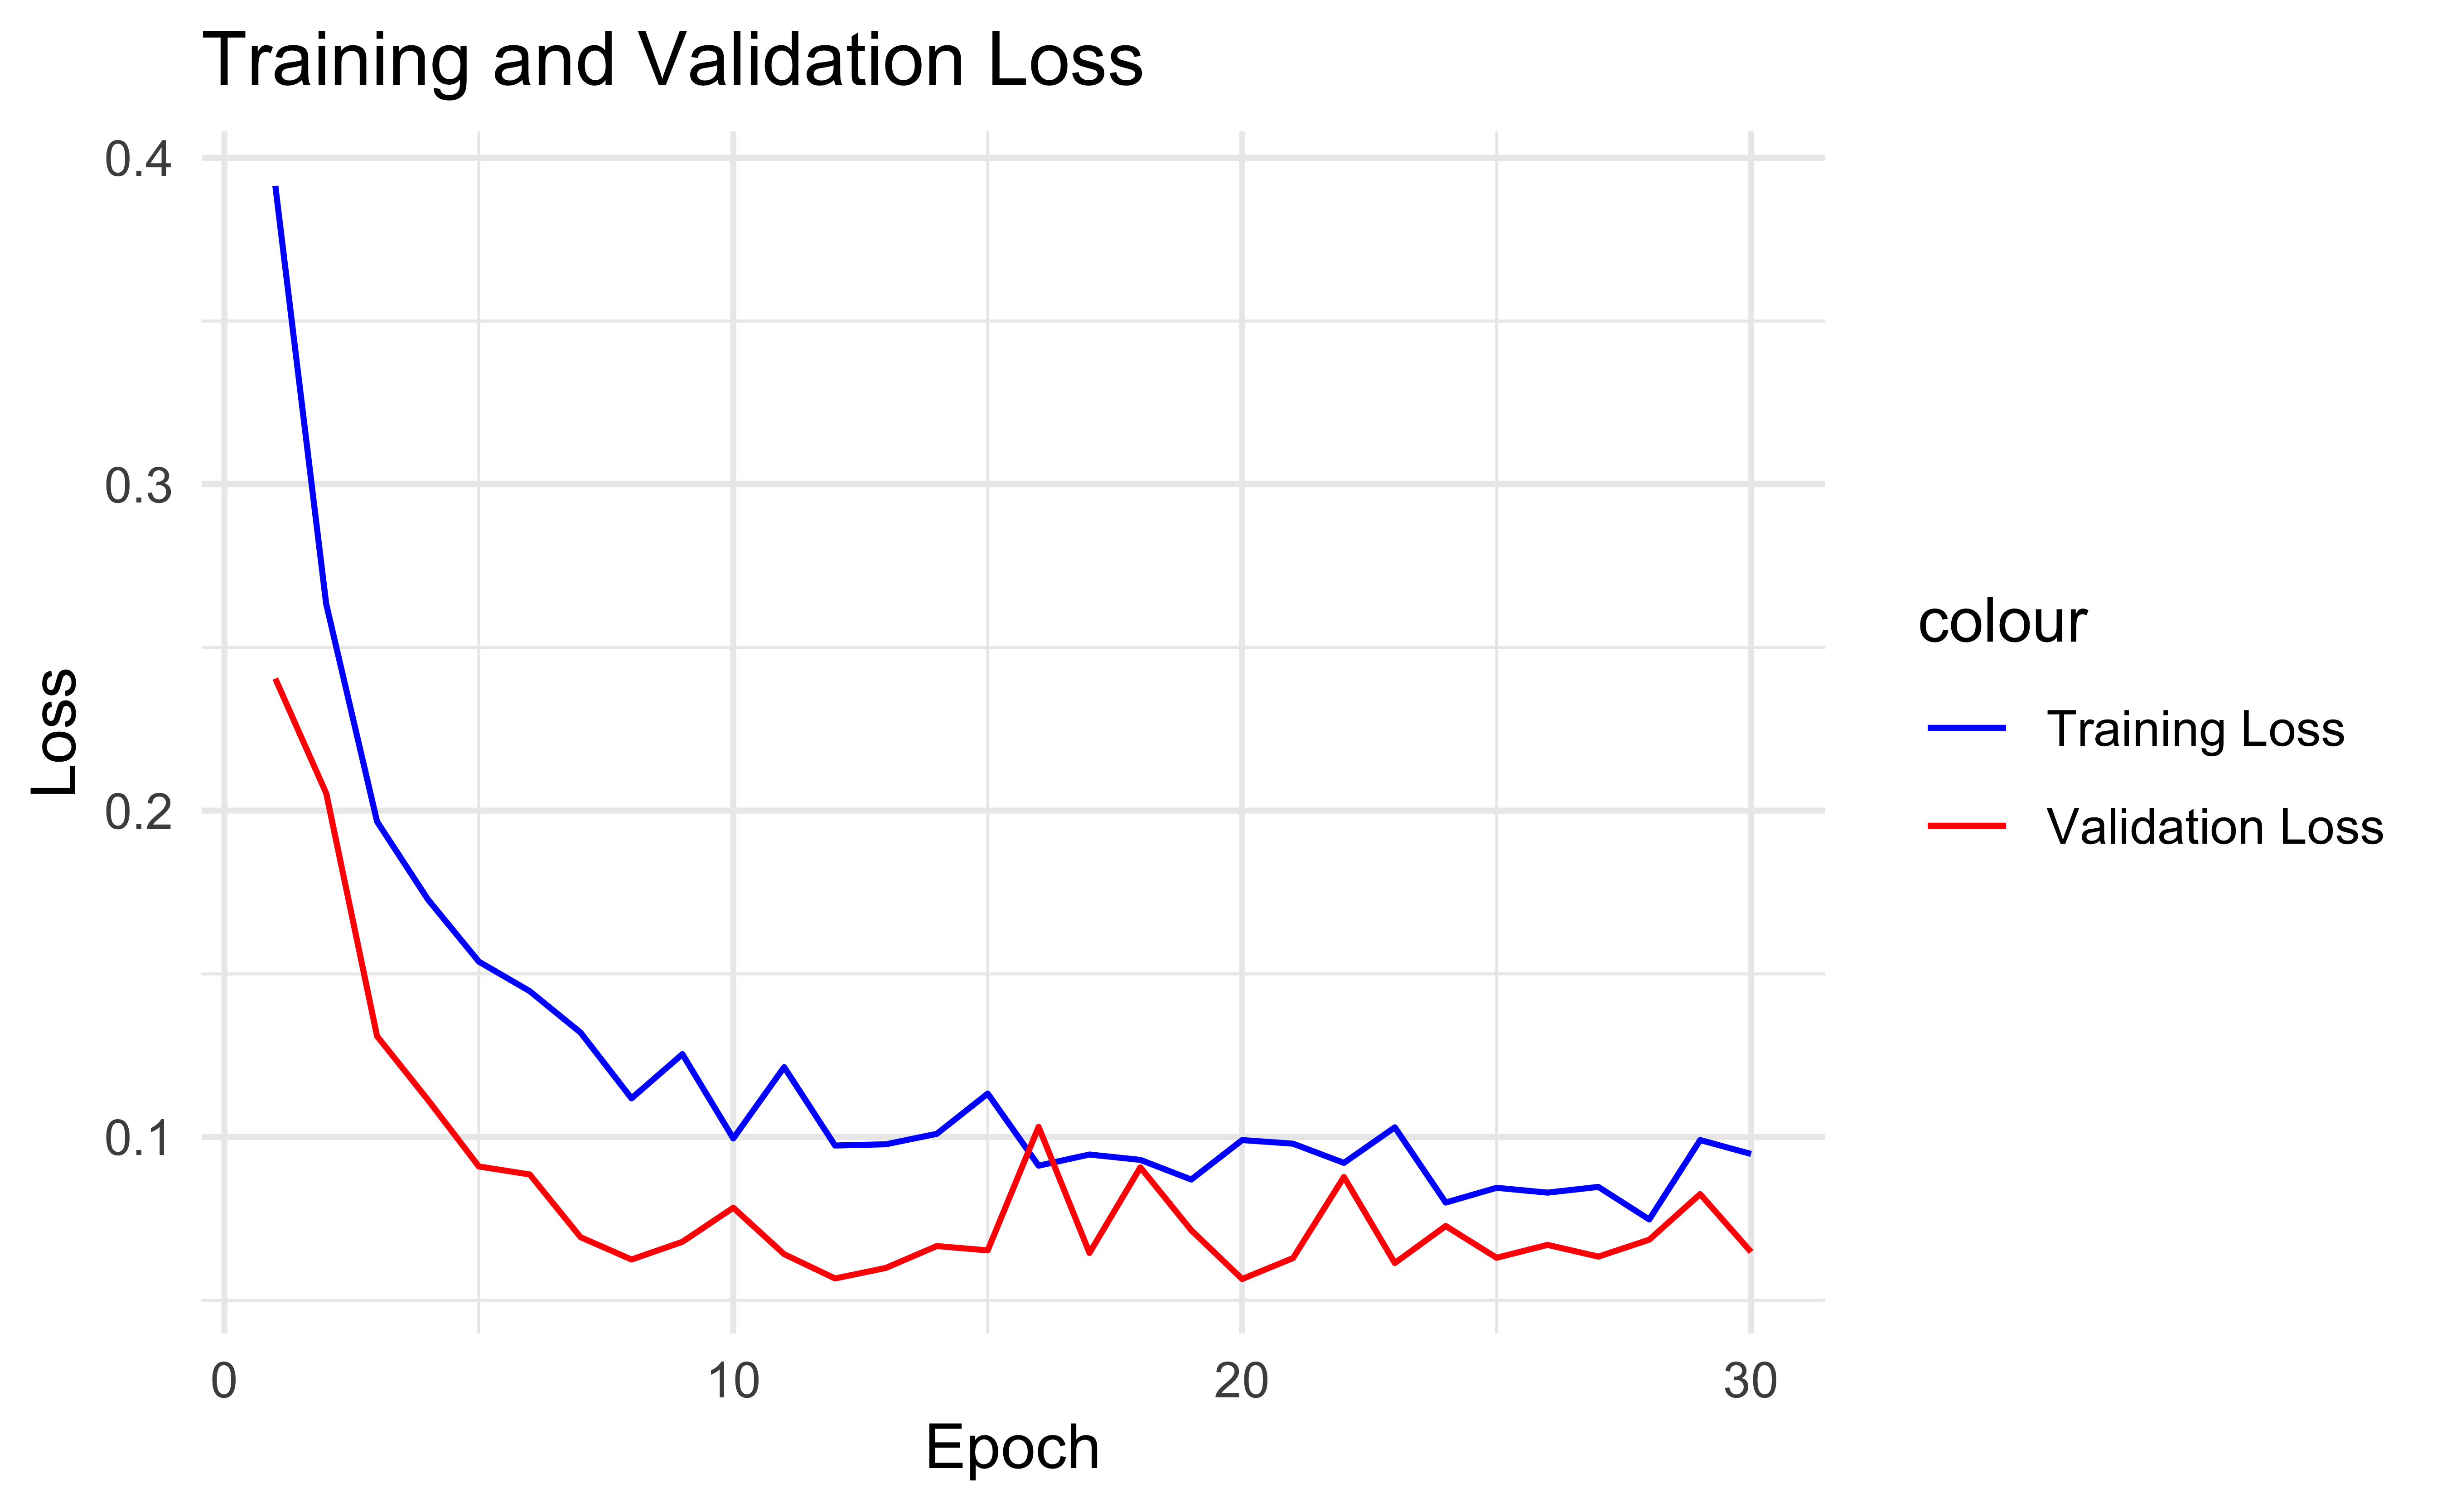 Training and Validation Loss
0.4
0.3
0.2
0.1
Loss
0
10
20
30
Epoch
colour
Training Loss
Validation Loss